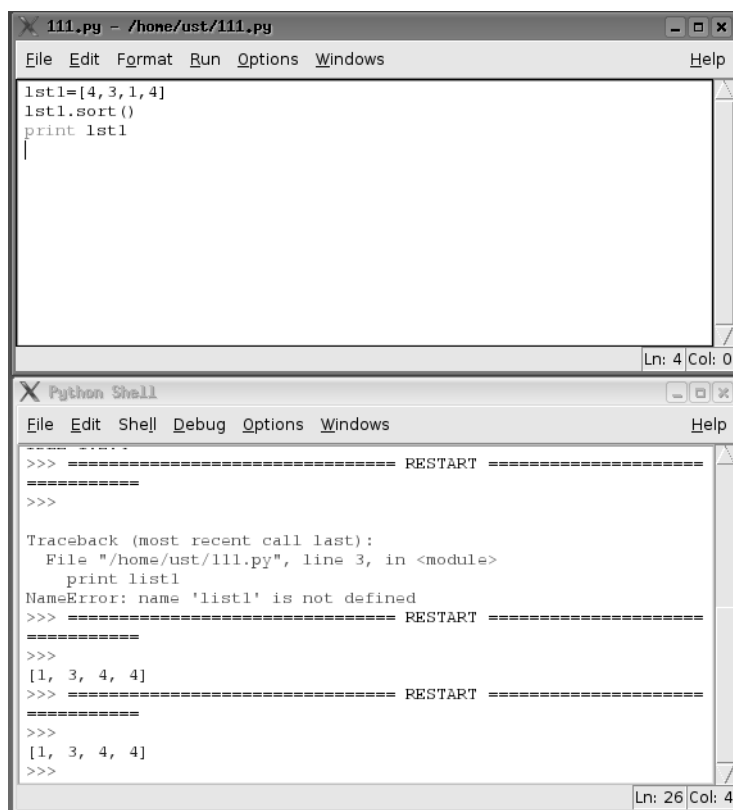 111.py - /home/ust/111.py
File Edit Format Run Options Windows Help
lst1=[4,3,1,4]
lst1.sort()
print lst1
Ln: 4 Col: 0
Python Shell
File Edit Shell Debug Options Windows Help
>>> ================================ RESTART =====================
===========
>>>
Traceback (most recent call last):
  File "/home/ust/111.py", line 3, in <module>
    print list1
NameError: name 'list1' is not defined
>>> ================================ RESTART =====================
===========
>>>
[1, 3, 4, 4]
>>> ================================ RESTART =====================
===========
>>>
[1, 3, 4, 4]
>>>
Ln: 26 Col: 4